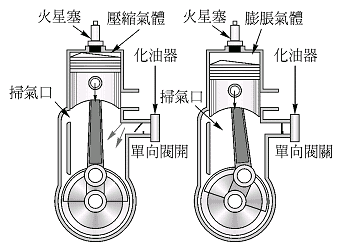 火星塞
壓縮氣體
化油器
掃氣口
單向閥開
火星塞
膨脹氣體
化油器
掃氣口
單向閥關